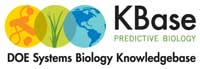 KBase
PREDICTIVE BIOLOGY
DOE Systems Biology Knowledgebase